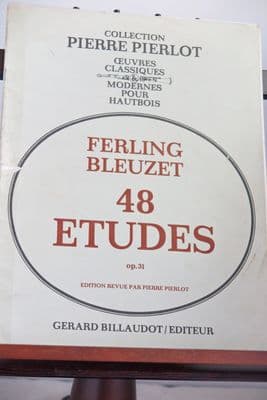 COLLECTION
PIERRE PIERLOT
ŒUVRES
CLASSIQUES
&
MODERNES
POUR
HAUTBOIS
FERLING
BLEUZET
48
ETUDES
op.31
EDITION REVUE PAR PIERRE PIERLOT
GERARD BILLAUDOT/EDITEUR